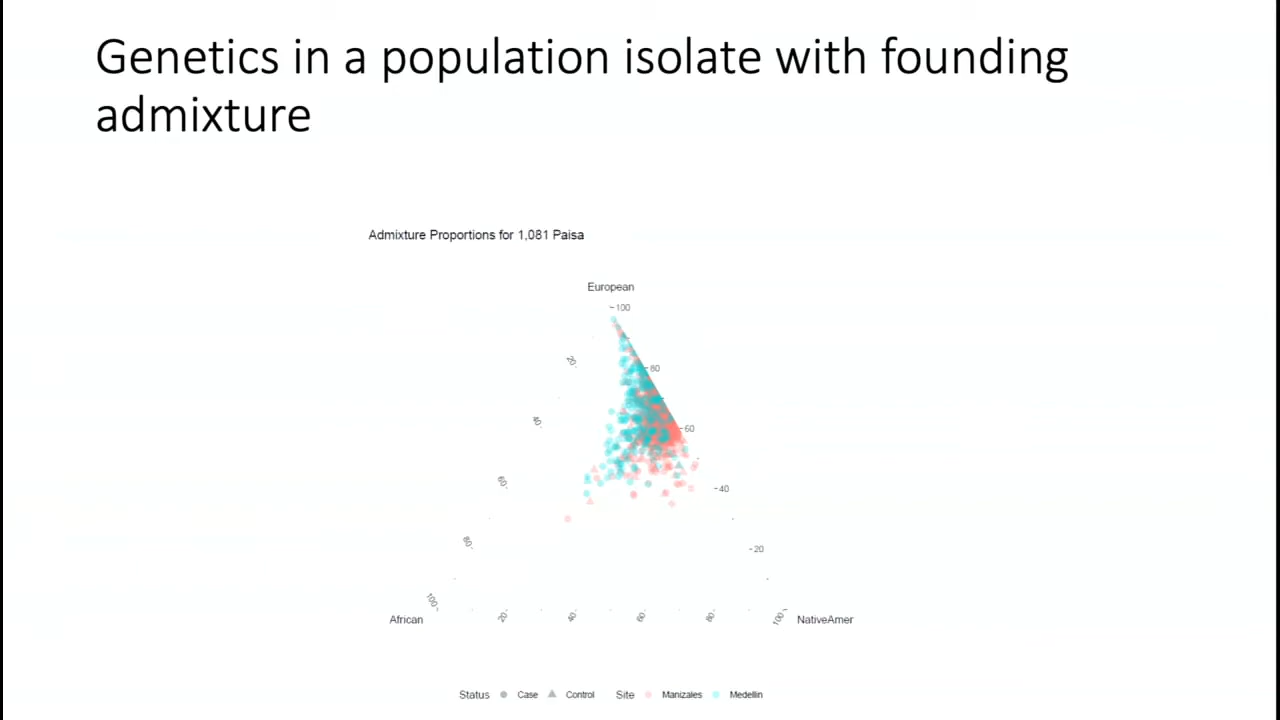 Genetics in a population isolate with founding
admixture
Admixture Proportions for 1,081 Paisa
European
100
20
80
40
60
60
40
80
20
100
African
20
40
60
80
100
NativeAmer
Status Case Control Site Manizales Medellin